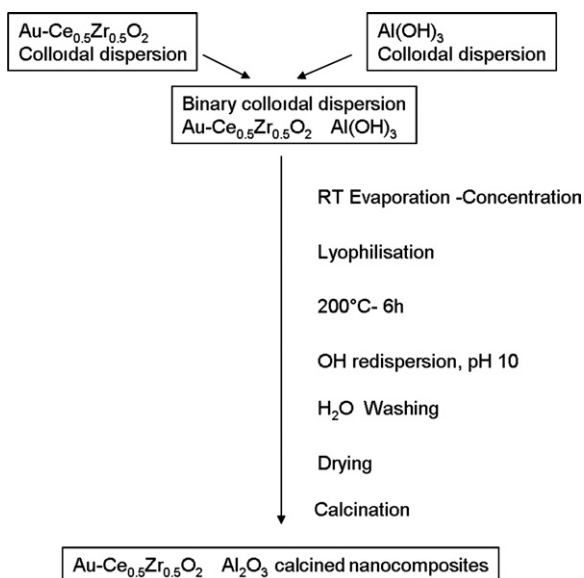 Au-Ce₀.₅Zr₀.₅O₂
Colloidal dispersion
Al(OH)₃
Colloidal dispersion
Binary colloidal dispersion
Au-Ce₀.₅Zr₀.₅O₂ Al(OH)₃
RT Evaporation -Concentration
Lyophilisation
200°C- 6h
OH redispersion, pH 10
H₂O Washing
Drying
Calcination
Au-Ce₀.₅Zr₀.₅O₂ Al₂O₃ calcined nanocomposites